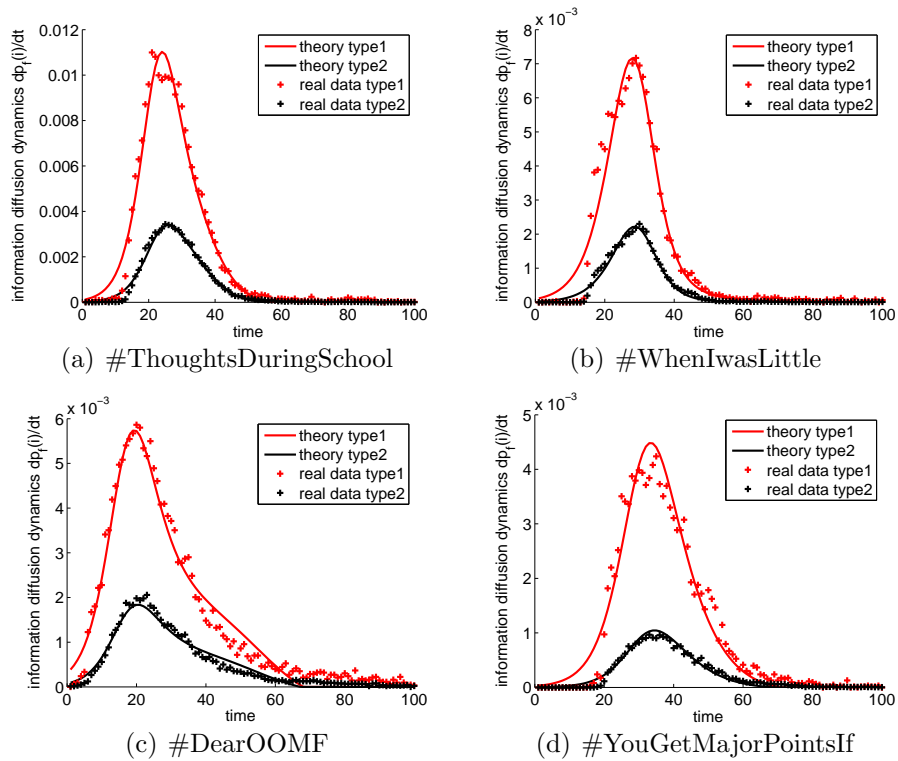 information diffusion dynamics dp_f(i)/dt
0.012
0.01
0.008
0.006
0.004
0.002
0
0 20 40 60 80 100
time
theory type1
theory type2
real data type1
real data type2
(a) #ThoughtsDuringSchool
x 10^-3
information diffusion dynamics dp_f(i)/dt
8
7
6
5
4
3
2
1
0
0 20 40 60 80 100
time
theory type1
theory type2
real data type1
real data type2
(b) #WhenIwasLittle
x 10^-3
information diffusion dynamics dp_f(i)/dt
6
5
4
3
2
1
0
0 20 40 60 80 100
time
theory type1
theory type2
real data type1
real data type2
(c) #DearOOMF
x 10^-3
information diffusion dynamics dp_f(i)/dt
5
4
3
2
1
0
0 20 40 60 80 100
time
theory type1
theory type2
real data type1
real data type2
(d) #YouGetMajorPointsIf